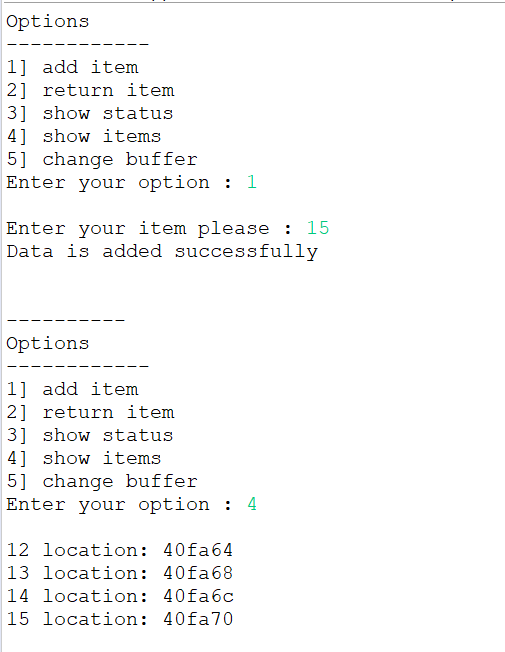 Options
------------
1] add item
2] return item
3] show status
4] show items
5] change buffer
Enter your option : 1
Enter your item please : 15
Data is added successfully
----------
Options
------------
1] add item
2] return item
3] show status
4] show items
5] change buffer
Enter your option : 4
12 location: 40fa64
13 location: 40fa68
14 location: 40fa6c
15 location: 40fa70